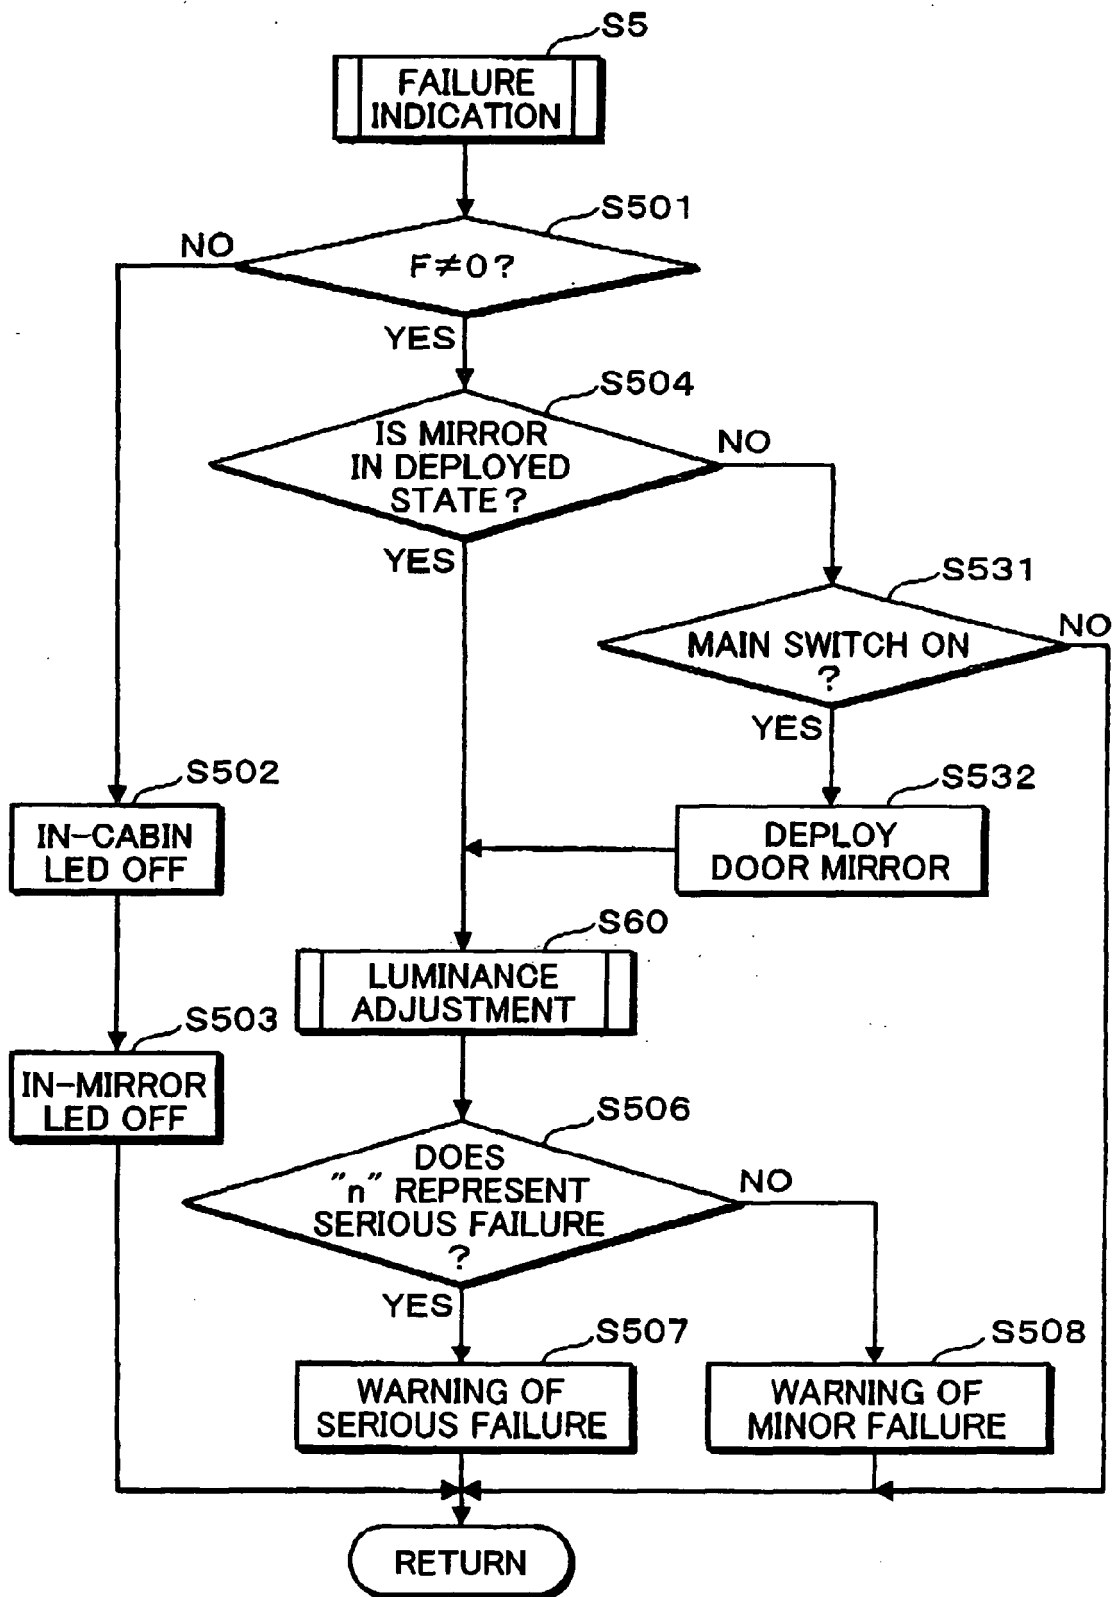 S5
FAILURE
INDICATION
S501
NO
F≠0?
YES
S504
IS MIRROR
IN DEPLOYED
STATE?
NO
YES
S531
MAIN SWITCH ON
?
NO
YES
S502
IN-CABIN
LED OFF
S532
DEPLOY
DOOR MIRROR
S60
LUMINANCE
ADJUSTMENT
S503
IN-MIRROR
LED OFF
S506
DOES
"n" REPRESENT
SERIOUS FAILURE
?
NO
YES
S507
WARNING OF
SERIOUS FAILURE
S508
WARNING OF
MINOR FAILURE
RETURN